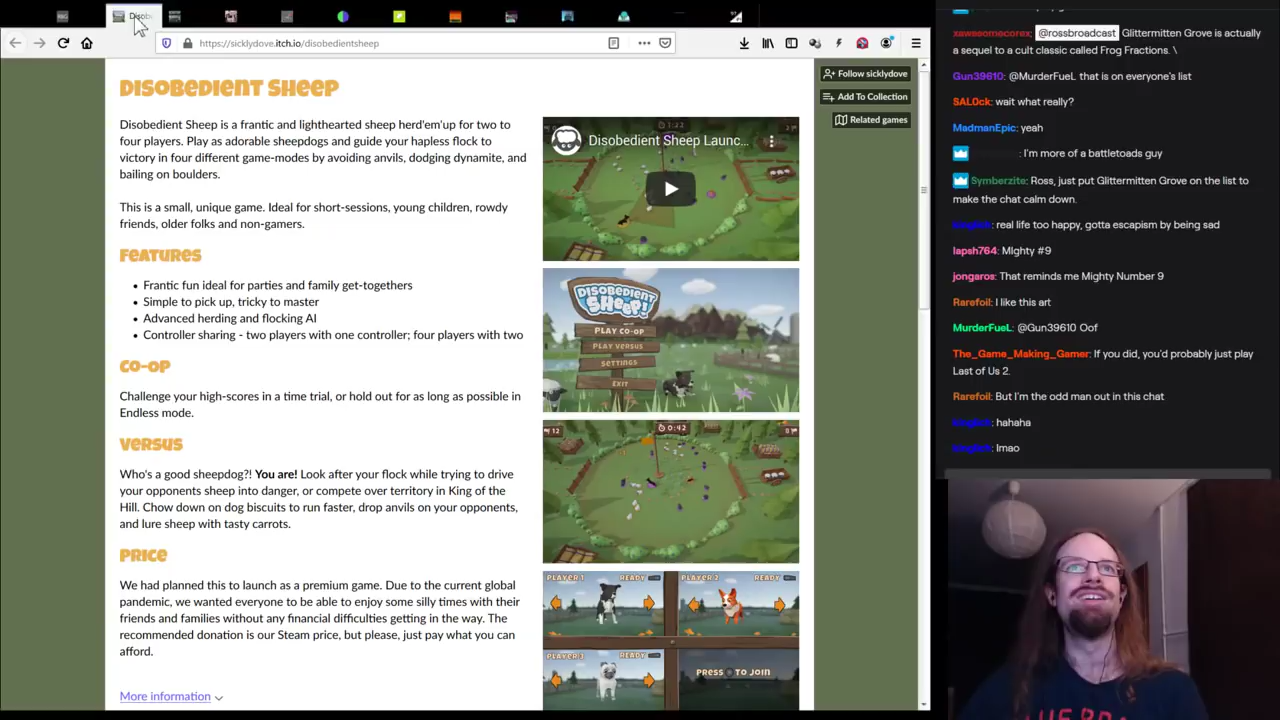 Disob
https://sicklydove.itch.io/disobedientsheep
Disobedient Sheep
Disobedient Sheep is a frantic and lighthearted sheep herd'em'up for two to
four players. Play as adorable sheepdogs and guide your hapless flock to
victory in four different game-modes by avoiding anvils, dodging dynamite, and
bailing on boulders.
This is a small, unique game. Ideal for short-sessions, young children, rowdy
friends, older folks and non-gamers.
Features
Frantic fun ideal for parties and family get-togethers
Simple to pick up, tricky to master
Advanced herding and flocking AI
Controller sharing - two players with one controller; four players with two
Co-op
Challenge your high-scores in a time trial, or hold out for as long as possible in
Endless mode.
Versus
Who's a good sheepdog?! You are! Look after your flock while trying to drive
your opponents sheep into danger, or compete over territory in King of the
Hill. Chow down on dog biscuits to run faster, drop anvils on your opponents,
and lure sheep with tasty carrots.
Price
We had planned this to launch as a premium game. Due to the current global
pandemic, we wanted everyone to be able to enjoy some silly times with their
friends and families without any financial difficulties getting in the way. The
recommended donation is our Steam price, but please, just pay what you can
afford.
More information
1:22
Disobedient Sheep Launc...
DISOBEDIENT
SHEEP!
PLAY CO-OP
PLAY VERSUS
SETTINGS
EXIT
12
0:42
8
PLAYER 1
READY
PLAYER 2
READY
PLAYER 3
READY
PRESS
TO JOIN
Follow sicklydove
Add To Collection
Related games
xawesomecorex: @rossbroadcast Glittermitten Grove is actually
a sequel to a cult classic called Frog Fractions. \
Gun39610: @MurderFueL that is on everyone's list
SAL0ck: wait what really?
MadmanEpic: yeah
: I'm more of a battletoads guy
Symberzite: Ross, just put Glittermitten Grove on the list to
make the chat calm down.
: real life too happy, gotta escapism by being sad
lapsh764: MIghty #9
jongaros: That reminds me Mighty Number 9
Rarefoil: I like this art
MurderFueL: @Gun39610 Oof
The_Game_Making_Gamer: If you did, you'd probably just play
Last of Us 2.
Rarefoil: But I'm the odd man out in this chat
: hahaha
: lmao